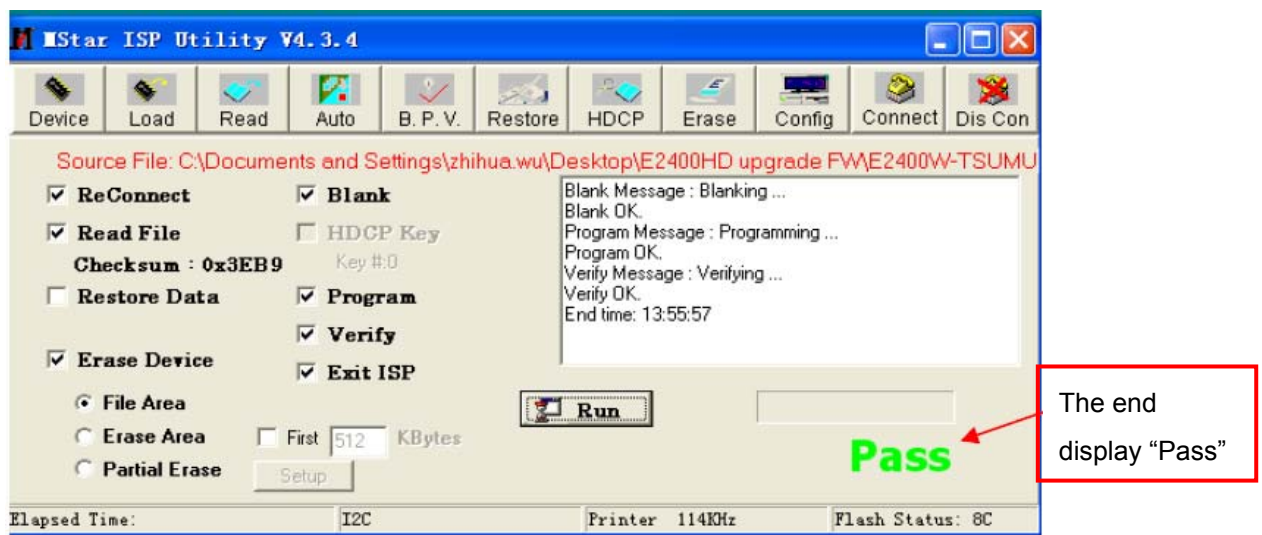 MStar ISP Utility V4.3.4
Device Load Read Auto B.P.V. Restore HDCP Erase Config Connect Dis Con
Source File: C:\Documents and Settings\zhihua.wu\Desktop\E2400HD upgrade FW\E2400W-TSUMU
ReConnect
Blank
Read File
HDCP Key
Checksum : 0x3EB9
Key #:0
Restore Data
Program
Verify
Erase Device
Exit ISP
Blank Message : Blanking ...
Blank OK.
Program Message : Programming ...
Program OK.
Verify Message : Verifying ...
Verify OK.
End time: 13:55:57
File Area
Run
Erase Area
First 512 KBytes
Partial Erase
Setup
Pass
The end
display “Pass”
Elapsed Time: I2C Printer 114KHz Flash Status: 8C